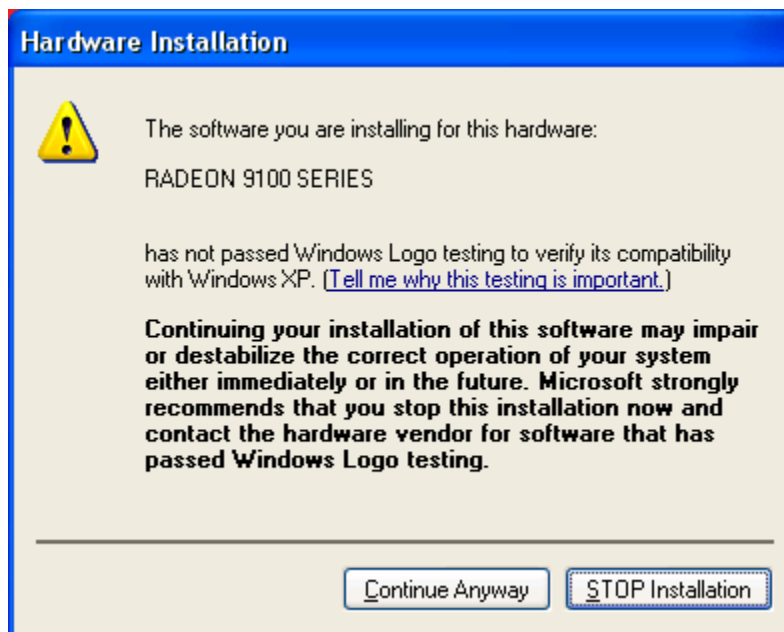 Hardware Installation
The software you are installing for this hardware:
RADEON 9100 SERIES
has not passed Windows Logo testing to verify its compatibility
with Windows XP. (Tell me why this testing is important.)
Continuing your installation of this software may impair
or destabilize the correct operation of your system
either immediately or in the future. Microsoft strongly
recommends that you stop this installation now and
contact the hardware vendor for software that has
passed Windows Logo testing.
Continue Anyway
STOP Installation